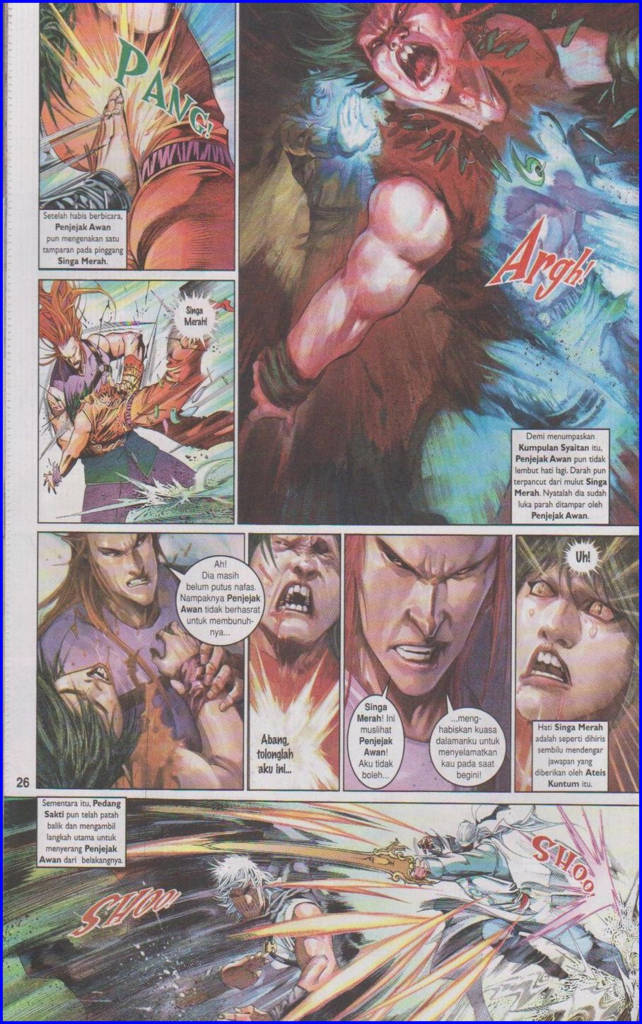 PANG!
Setelah habis berbicara,
Penjejak Awan
pun mengenakan satu
tamparan pada pinggang
Singa Merah.
Argh!
Singa
Merah!
Demi menumpaskan
Kumpulan Syaitan itu,
Penjejak Awan pun tidak
lembut hati lagi. Darah pun
terpancut dari mulut Singa
Merah. Nyatalah dia sudah
luka parah ditampar oleh
Penjejak Awan.
Ah!
Dia masih
belum putus nafas.
Nampaknya Penjejak
Awan tidak berhasrat
untuk membunuh-
nya...
Abang,
tolonglah
aku ini...
Singa
Merah! Ini
muslihat
Penjejak
Awan!
Aku tidak
boleh...
...meng-
habiskan kuasa
dalamanku untuk
menyelamatkan
kau pada saat
begini!
Uh!
Hati Singa Merah
adalah seperti dihiris
sembilu mendengar
jawapan yang
diberikan oleh Ateis
Kuntum itu.
26
Sementara itu, Pedang
Sakti pun telah patah
balik dan mengambil
langkah utama untuk
menyerang Penjejak
Awan dari belakangnya.
SHOO!
SHOO!